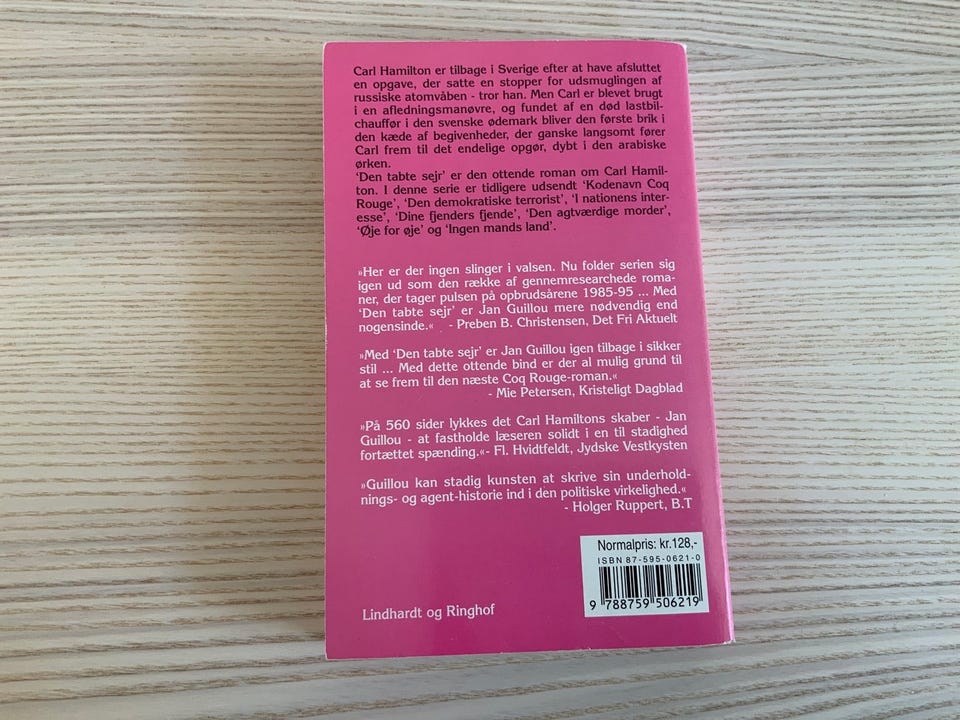 Carl Hamilton er tilbage i Sverige efter at have afsluttet
en opgave, der satte en stopper for udsmuglingen af
russiske atomvåben - tror han. Men Carl er blevet brugt
i en afledningsmanøvre, og fundet af en død lastbil-
chauffør i den svenske ødemark bliver den første brik i
den kæde af begivenheder, der ganske langsomt fører
Carl frem til det endelige opgør, dybt i den arabiske
ørken.
'Den tabte sejr' er den ottende roman om Carl Hamil-
ton. I denne serie er tidligere udsendt 'Kodenavn Coq
Rouge', 'Den demokratiske terrorist', 'I nationens inter-
esse', 'Dine fjenders fjende', 'Den agtværdige morder',
'Øje for øje' og 'Ingen mands land'.
»Her er der ingen slinger i valsen. Nu folder serien sig
igen ud som den række af gennemresearchede roma-
ner, der tager pulsen på opbrudsårene 1985-95 ... Med
'Den tabte sejr' er Jan Guillou mere nødvendig end
nogensinde.« - Preben B. Christensen, Det Fri Aktuelt
»Med 'Den tabte sejr' er Jan Guillou igen tilbage i sikker
stil ... Med dette ottende bind er der al mulig grund til
at se frem til den næste Coq Rouge-roman.«
- Mie Petersen, Kristeligt Dagblad
»På 560 sider lykkes det Carl Hamiltons skaber - Jan
Guillou - at fastholde læseren solidt i en til stadighed
fortættet spænding.«- Fl. Hvidtfeldt, Jydske Vestkysten
»Guillou kan stadig kunsten at skrive sin underhold-
nings- og agent-historie ind i den politiske virkelighed.«
- Holger Ruppert, B.T
Normalpris: kr.128,-
ISBN 87-595-0621-0
9 788759 506219
Lindhardt og Ringhof